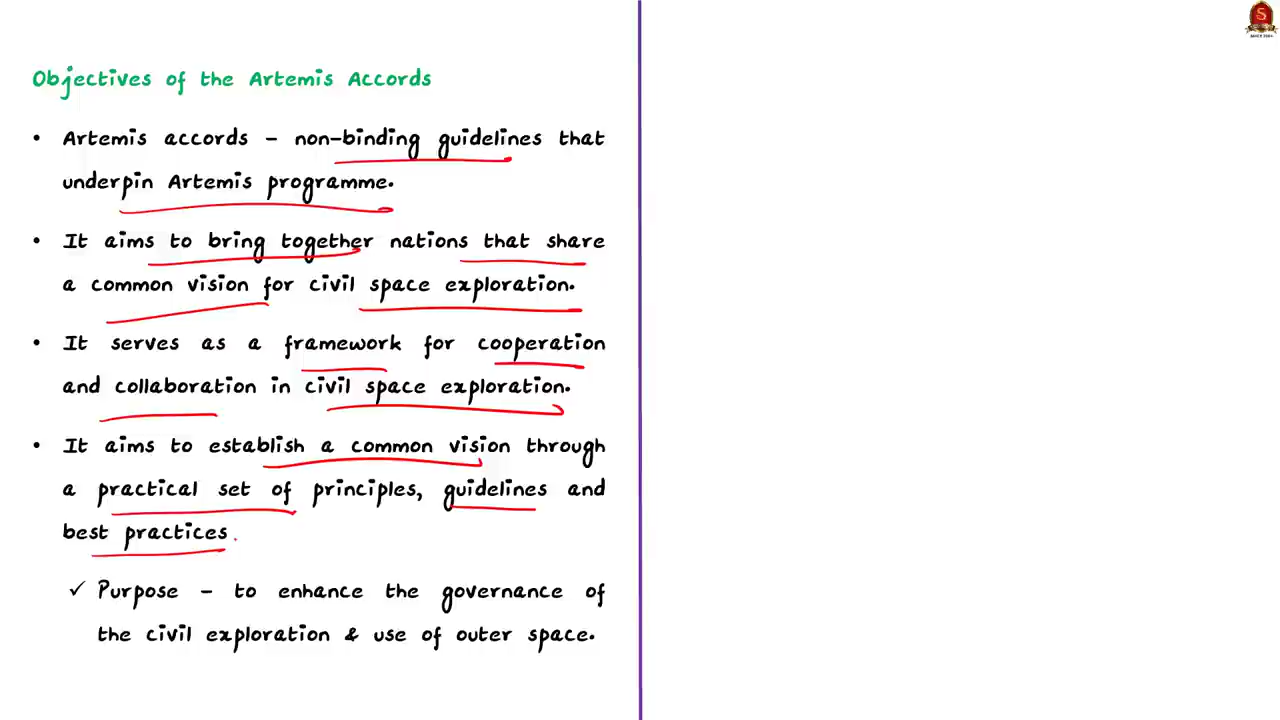 Objectives of the Artemis Accords
• Artemis accords - non-binding guidelines that
underpin Artemis programme.
• It aims to bring together nations that share
a common vision for civil space exploration.
• It serves as a framework for cooperation
and collaboration in civil space exploration.
• It aims to establish a common vision through
a practical set of principles, guidelines and
best practices.
✓ Purpose - to enhance the governance of
the civil exploration & use of outer space.
S